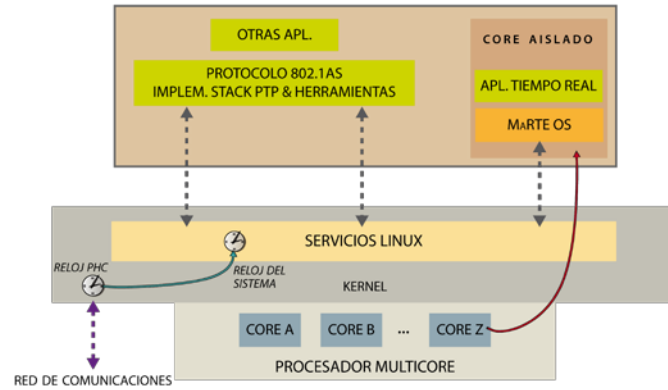 OTRAS APL.
PROTOCOLO 802.1AS
IMPLEM. STACK PTP & HERRAMIENTAS
CORE AISLADO
APL. TIEMPO REAL
MaRTE OS
SERVICIOS LINUX
RELOJ PHC
RELOJ DEL
SISTEMA
KERNEL
CORE A
CORE B
...
CORE Z
PROCESADOR MULTICORE
RED DE COMUNICACIONES